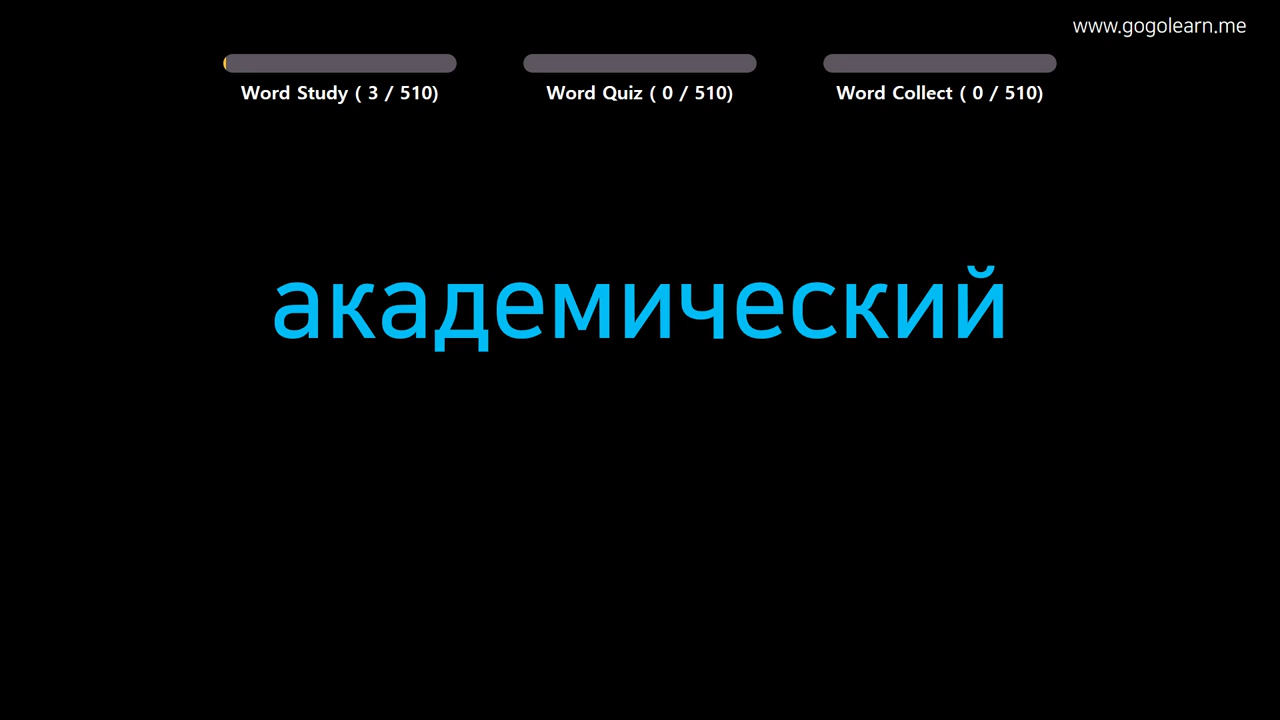 www.gogolearn.me
Word Study ( 3 / 510)
Word Quiz ( 0 / 510)
Word Collect ( 0 / 510)
академический